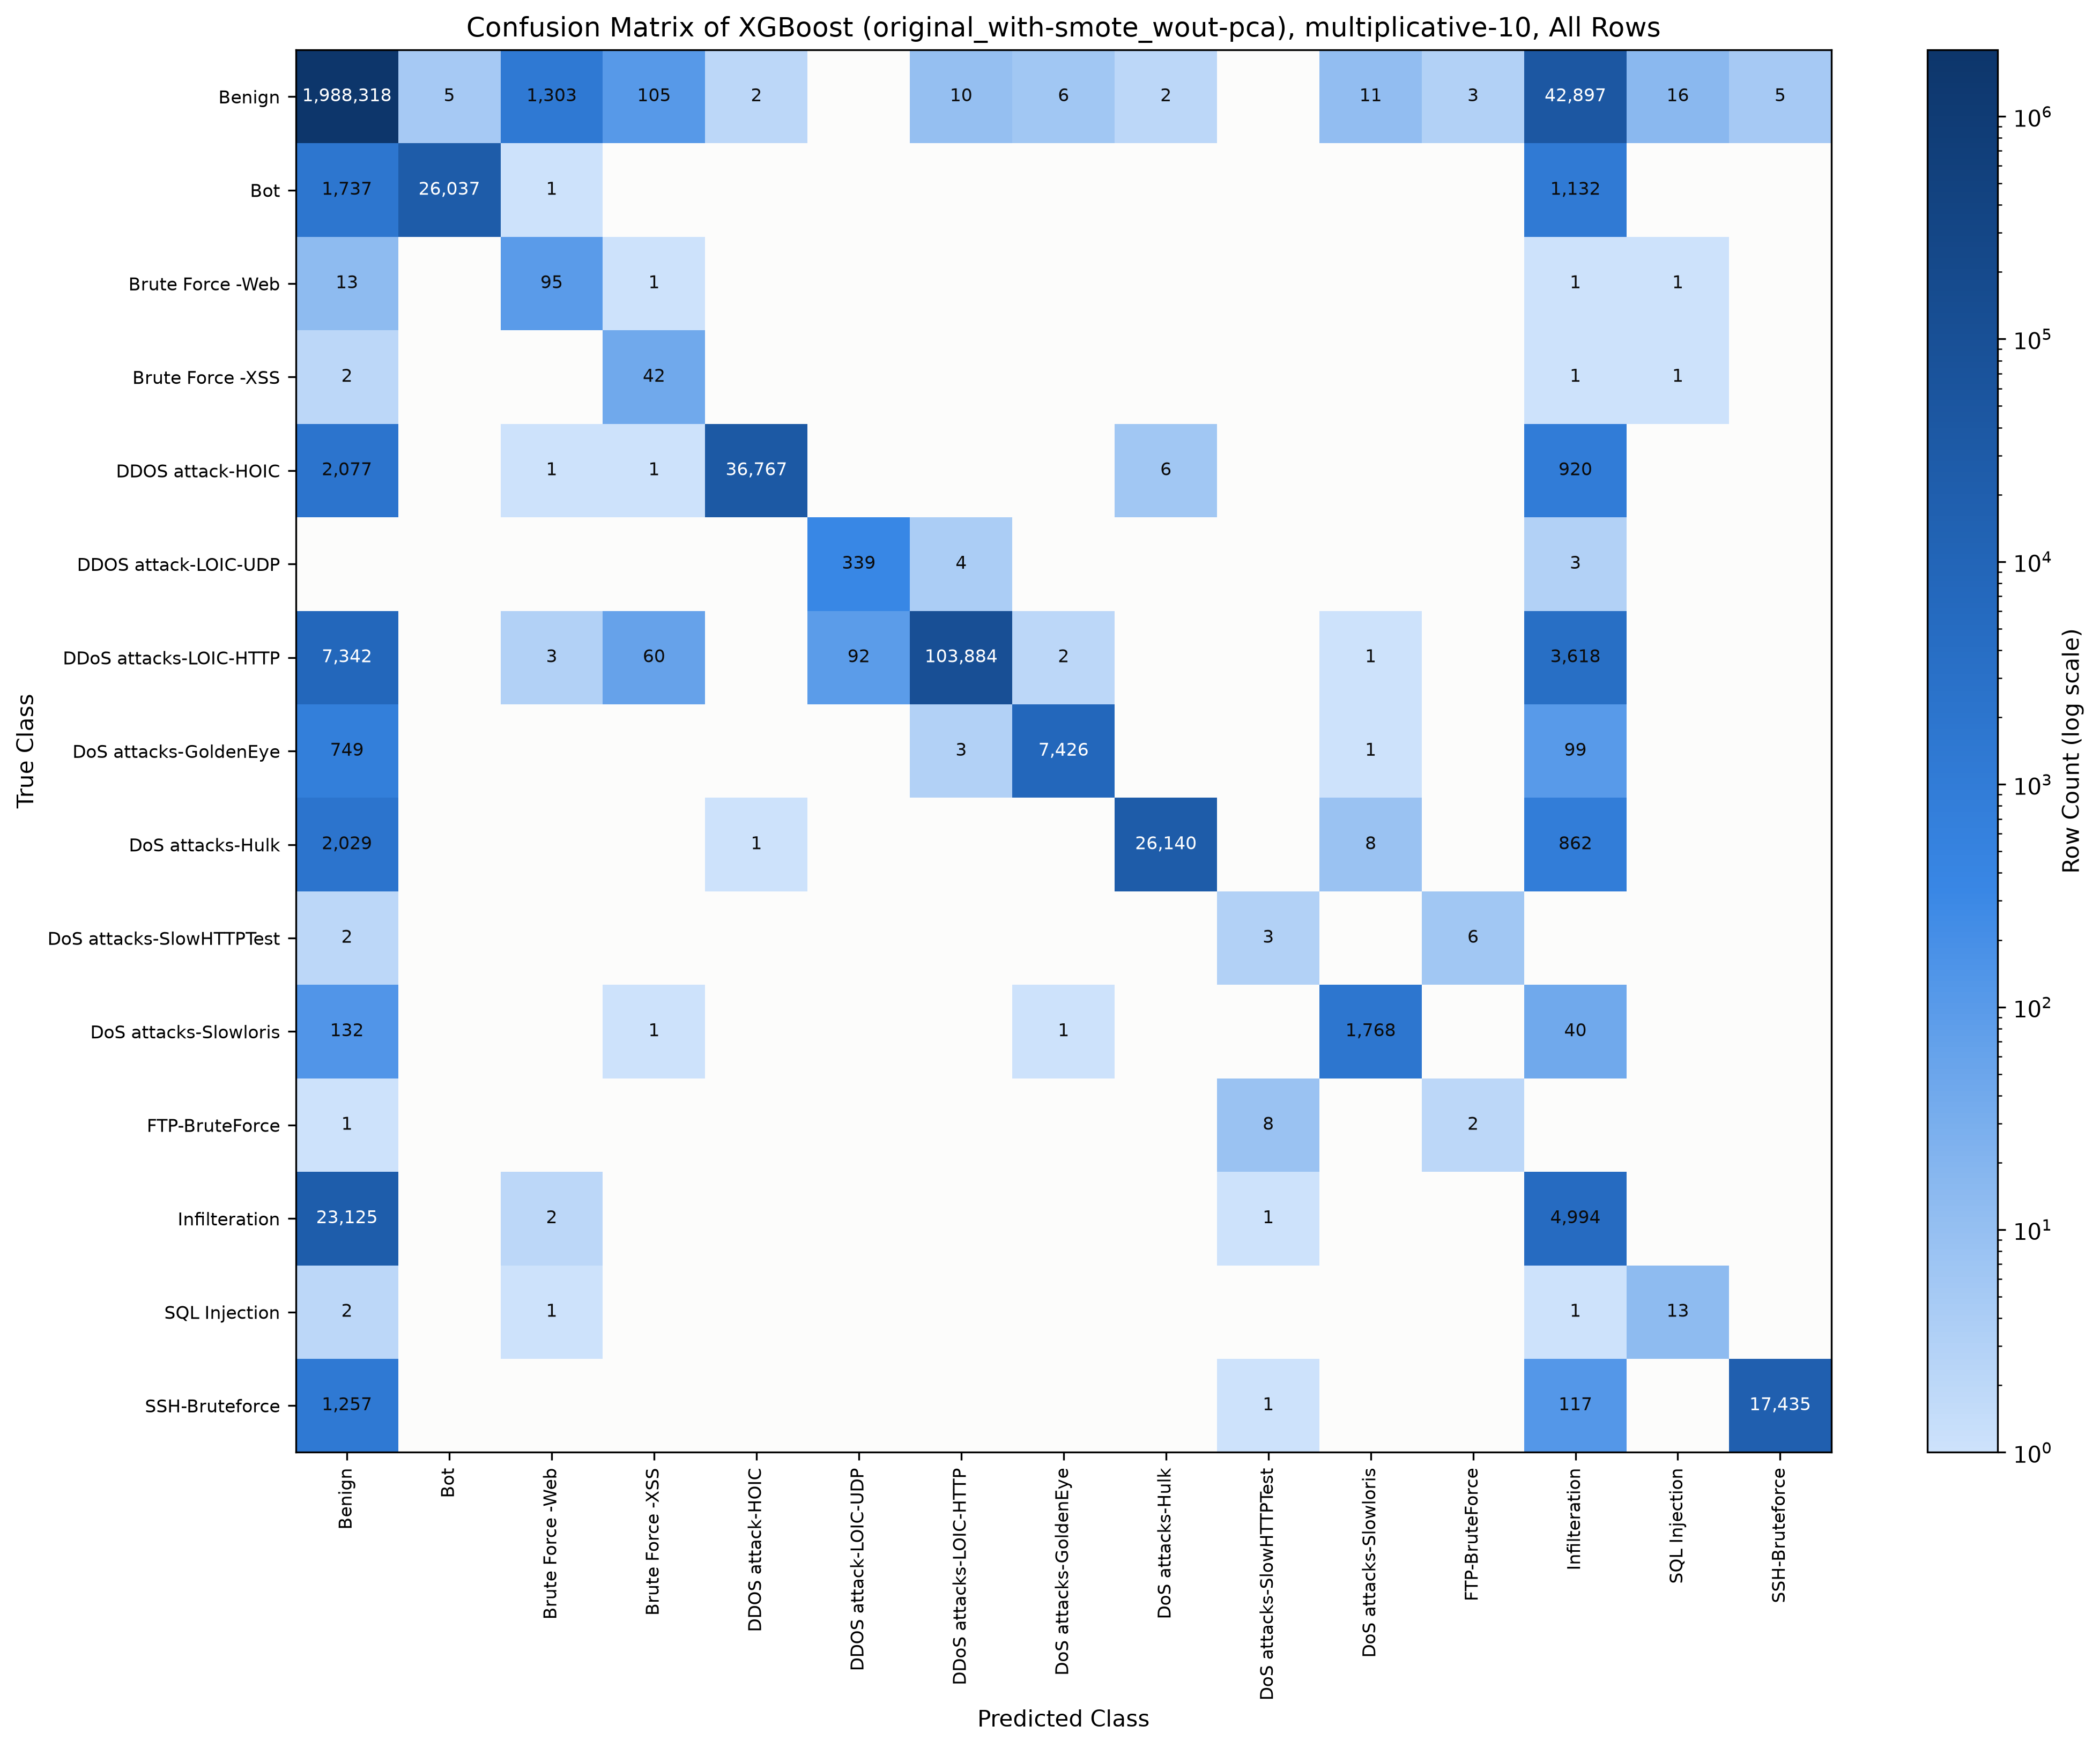 Confusion Matrix of XGBoost (original_with-smote_wout-pca), multiplicative-10, All Rows
Benign 1,988,318 5 1,303 105 2 10 6 2 11 3 42,897 16 5
Bot 1,737 26,037 1 1,132
Brute Force -Web 13 95 1 1 1
Brute Force -XSS 2 42 1 1
DDOS attack-HOIC 2,077 1 1 36,767 6 920
DDOS attack-LOIC-UDP 339 4 3
DDoS attacks-LOIC-HTTP 7,342 3 60 92 103,884 2 1 3,618
DoS attacks-GoldenEye 749 3 7,426 1 99
DoS attacks-Hulk 2,029 1 26,140 8 862
DoS attacks-SlowHTTPTest 2 3 6
DoS attacks-Slowloris 132 1 1 1,768 40
FTP-BruteForce 1 8 2
Infilteration 23,125 2 1 4,994
SQL Injection 2 1 1 13
SSH-Bruteforce 1,257 1 117 17,435
True Class
Benign
Bot
Brute Force -Web
Brute Force -XSS
DDOS attack-HOIC
DDOS attack-LOIC-UDP
DDoS attacks-LOIC-HTTP
DoS attacks-GoldenEye
DoS attacks-Hulk
DoS attacks-SlowHTTPTest
DoS attacks-Slowloris
FTP-BruteForce
Infilteration
SQL Injection
SSH-Bruteforce
Predicted Class
10⁶
10⁵
10⁴
10³
10²
10¹
10⁰
Row Count (log scale)